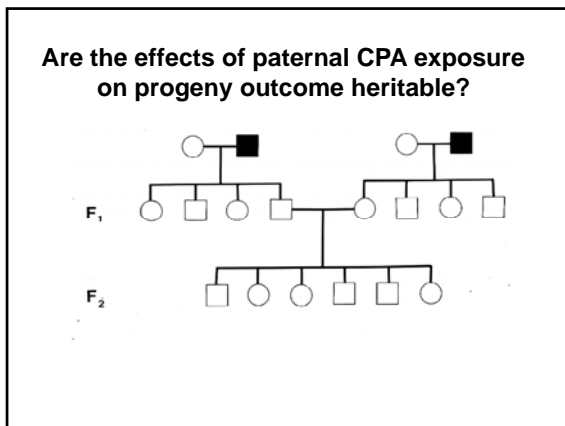 Are the effects of paternal CPA exposure
on progeny outcome heritable?
F₁
F₂